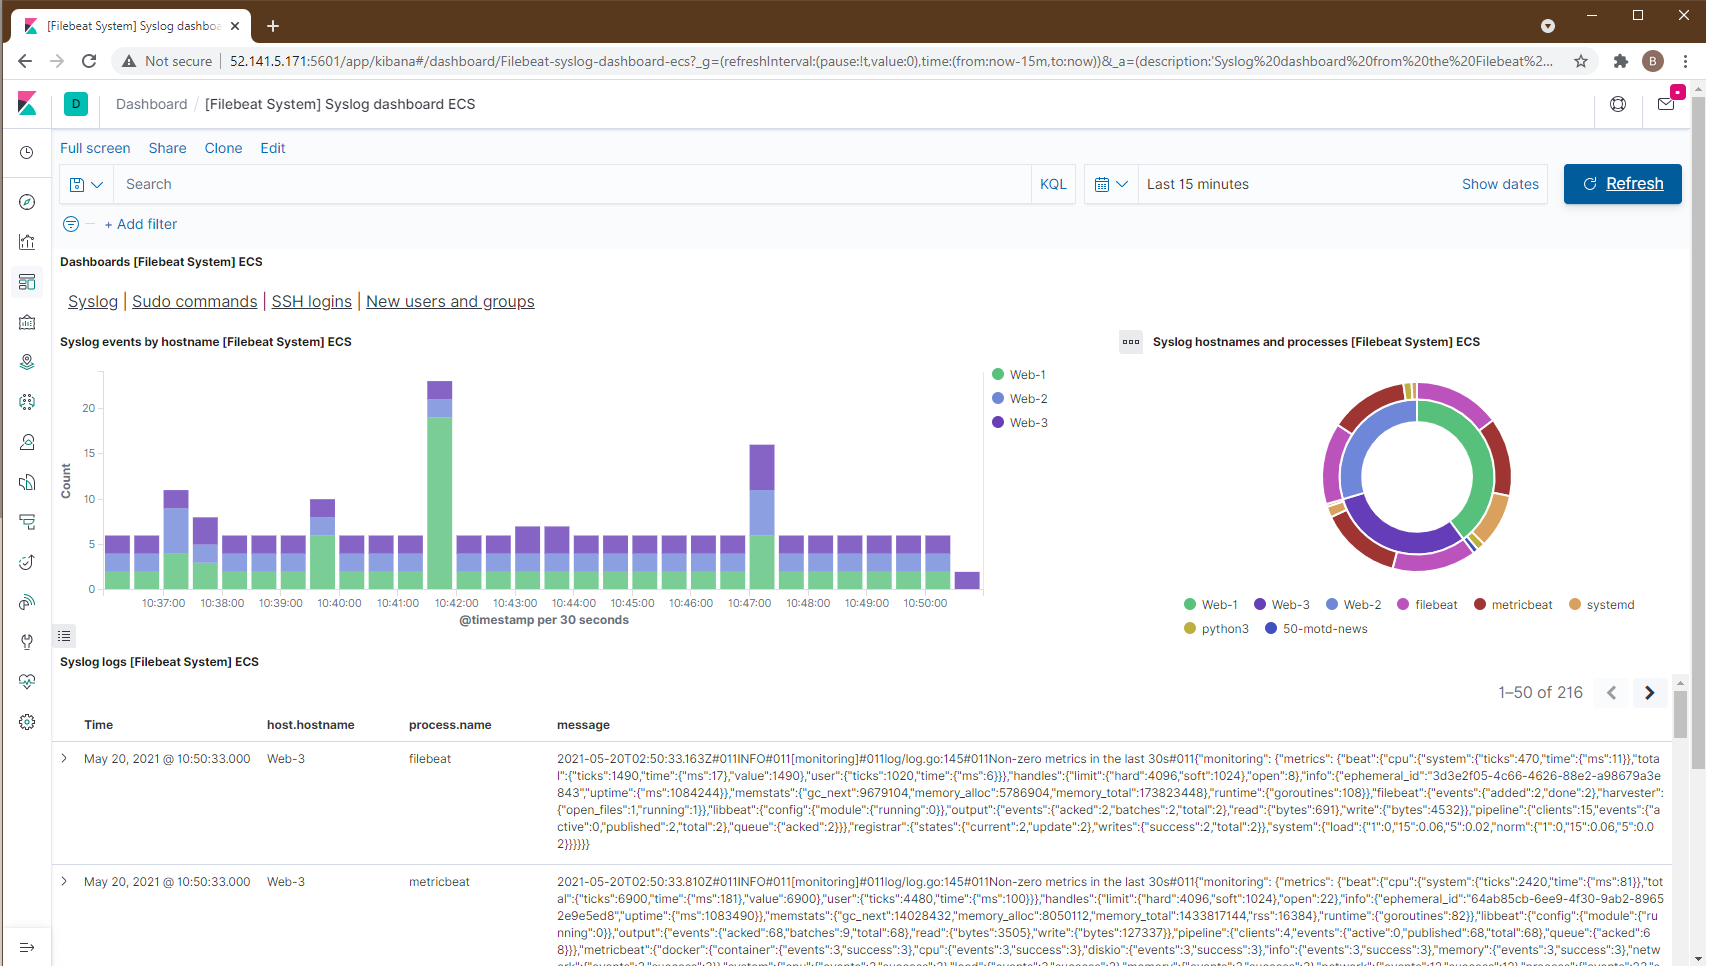 [Filebeat System] Syslog dashboa
Not secure
52.141.5.171:5601/app/kibana#/dashboard/Filebeat-syslog-dashboard-ecs?_g=(refreshInterval:(pause:!t,value:0),time:(from:now-15m,to:now))&_a=(description:'Syslog%20dashboard%20from%20the%20Filebeat%2...
B
D
Dashboard / [Filebeat System] Syslog dashboard ECS
Full screen Share Clone Edit
Search
KQL
Last 15 minutes
Show dates
Refresh
+ Add filter
Dashboards [Filebeat System] ECS
Syslog | Sudo commands | SSH logins | New users and groups
Syslog events by hostname [Filebeat System] ECS
Count
20
15
10
5
0
10:37:00 10:38:00 10:39:00 10:40:00 10:41:00 10:42:00 10:43:00 10:44:00 10:45:00 10:46:00 10:47:00 10:48:00 10:49:00 10:50:00
@timestamp per 30 seconds
Web-1
Web-2
Web-3
Syslog hostnames and processes [Filebeat System] ECS
Web-1 Web-3 Web-2 filebeat metricbeat systemd
python3 50-motd-news
Syslog logs [Filebeat System] ECS
1–50 of 216
Time host.hostname process.name message
May 20, 2021 @ 10:50:33.000 Web-3 filebeat
2021-05-20T02:50:33.163Z#011INFO#011[monitoring]#011log/log.go:145#011Non-zero metrics in the last 30s#011{"monitoring": {"metrics": {"beat":{"cpu":{"system":{"ticks":470,"time":{"ms":11}},"tota
l":{"ticks":1490,"time":{"ms":17},"value":1490},"user":{"ticks":1020,"time":{"ms":6}}},"handles":{"limit":{"hard":4096,"soft":1024},"open":8},"info":{"ephemeral_id":"3d3e2f05-4c66-4626-88e2-a98679a3e
843","uptime":{"ms":1084244}},"memstats":{"gc_next":9679104,"memory_alloc":5786904,"memory_total":173823448},"runtime":{"goroutines":108}},"filebeat":{"events":{"added":2,"done":2},"harvester":
{"open_files":1,"running":1}},"libbeat":{"config":{"module":{"running":0}},"output":{"events":{"acked":2,"batches":2,"total":2},"read":{"bytes":691},"write":{"bytes":4532}},"pipeline":{"clients":15,"events":{"a
ctive":0,"published":2,"total":2},"queue":{"acked":2}}},"registrar":{"states":{"current":2,"update":2},"writes":{"success":2,"total":2}},"system":{"load":{"1":0,"15":0.06,"5":0.02,"norm":{"1":0,"15":0.06,"5":0.0
2}}}}}}
May 20, 2021 @ 10:50:33.000 Web-3 metricbeat
2021-05-20T02:50:33.810Z#011INFO#011[monitoring]#011log/log.go:145#011Non-zero metrics in the last 30s#011{"monitoring": {"metrics": {"beat":{"cpu":{"system":{"ticks":2420,"time":{"ms":81}},"tot
al":{"ticks":6900,"time":{"ms":181},"value":6900},"user":{"ticks":4480,"time":{"ms":100}}},"handles":{"limit":{"hard":4096,"soft":1024},"open":22},"info":{"ephemeral_id":"64ab85cb-6ee9-4f30-9ab2-8965
2e9e5ed8","uptime":{"ms":1083490}},"memstats":{"gc_next":14028432,"memory_alloc":8050112,"memory_total":1433817144,"rss":16384},"runtime":{"goroutines":82}},"libbeat":{"config":{"module":{"ru
nning":0}},"output":{"events":{"acked":68,"batches":9,"total":68},"read":{"bytes":3505},"write":{"bytes":127337}},"pipeline":{"clients":4,"events":{"active":0,"published":68,"total":68},"queue":{"acked":6
8}}},"metricbeat":{"docker":{"container":{"events":3,"success":3},"cpu":{"events":3,"success":3},"diskio":{"events":3,"success":3},"info":{"events":3,"success":3},"memory":{"events":3,"success":3},"netw